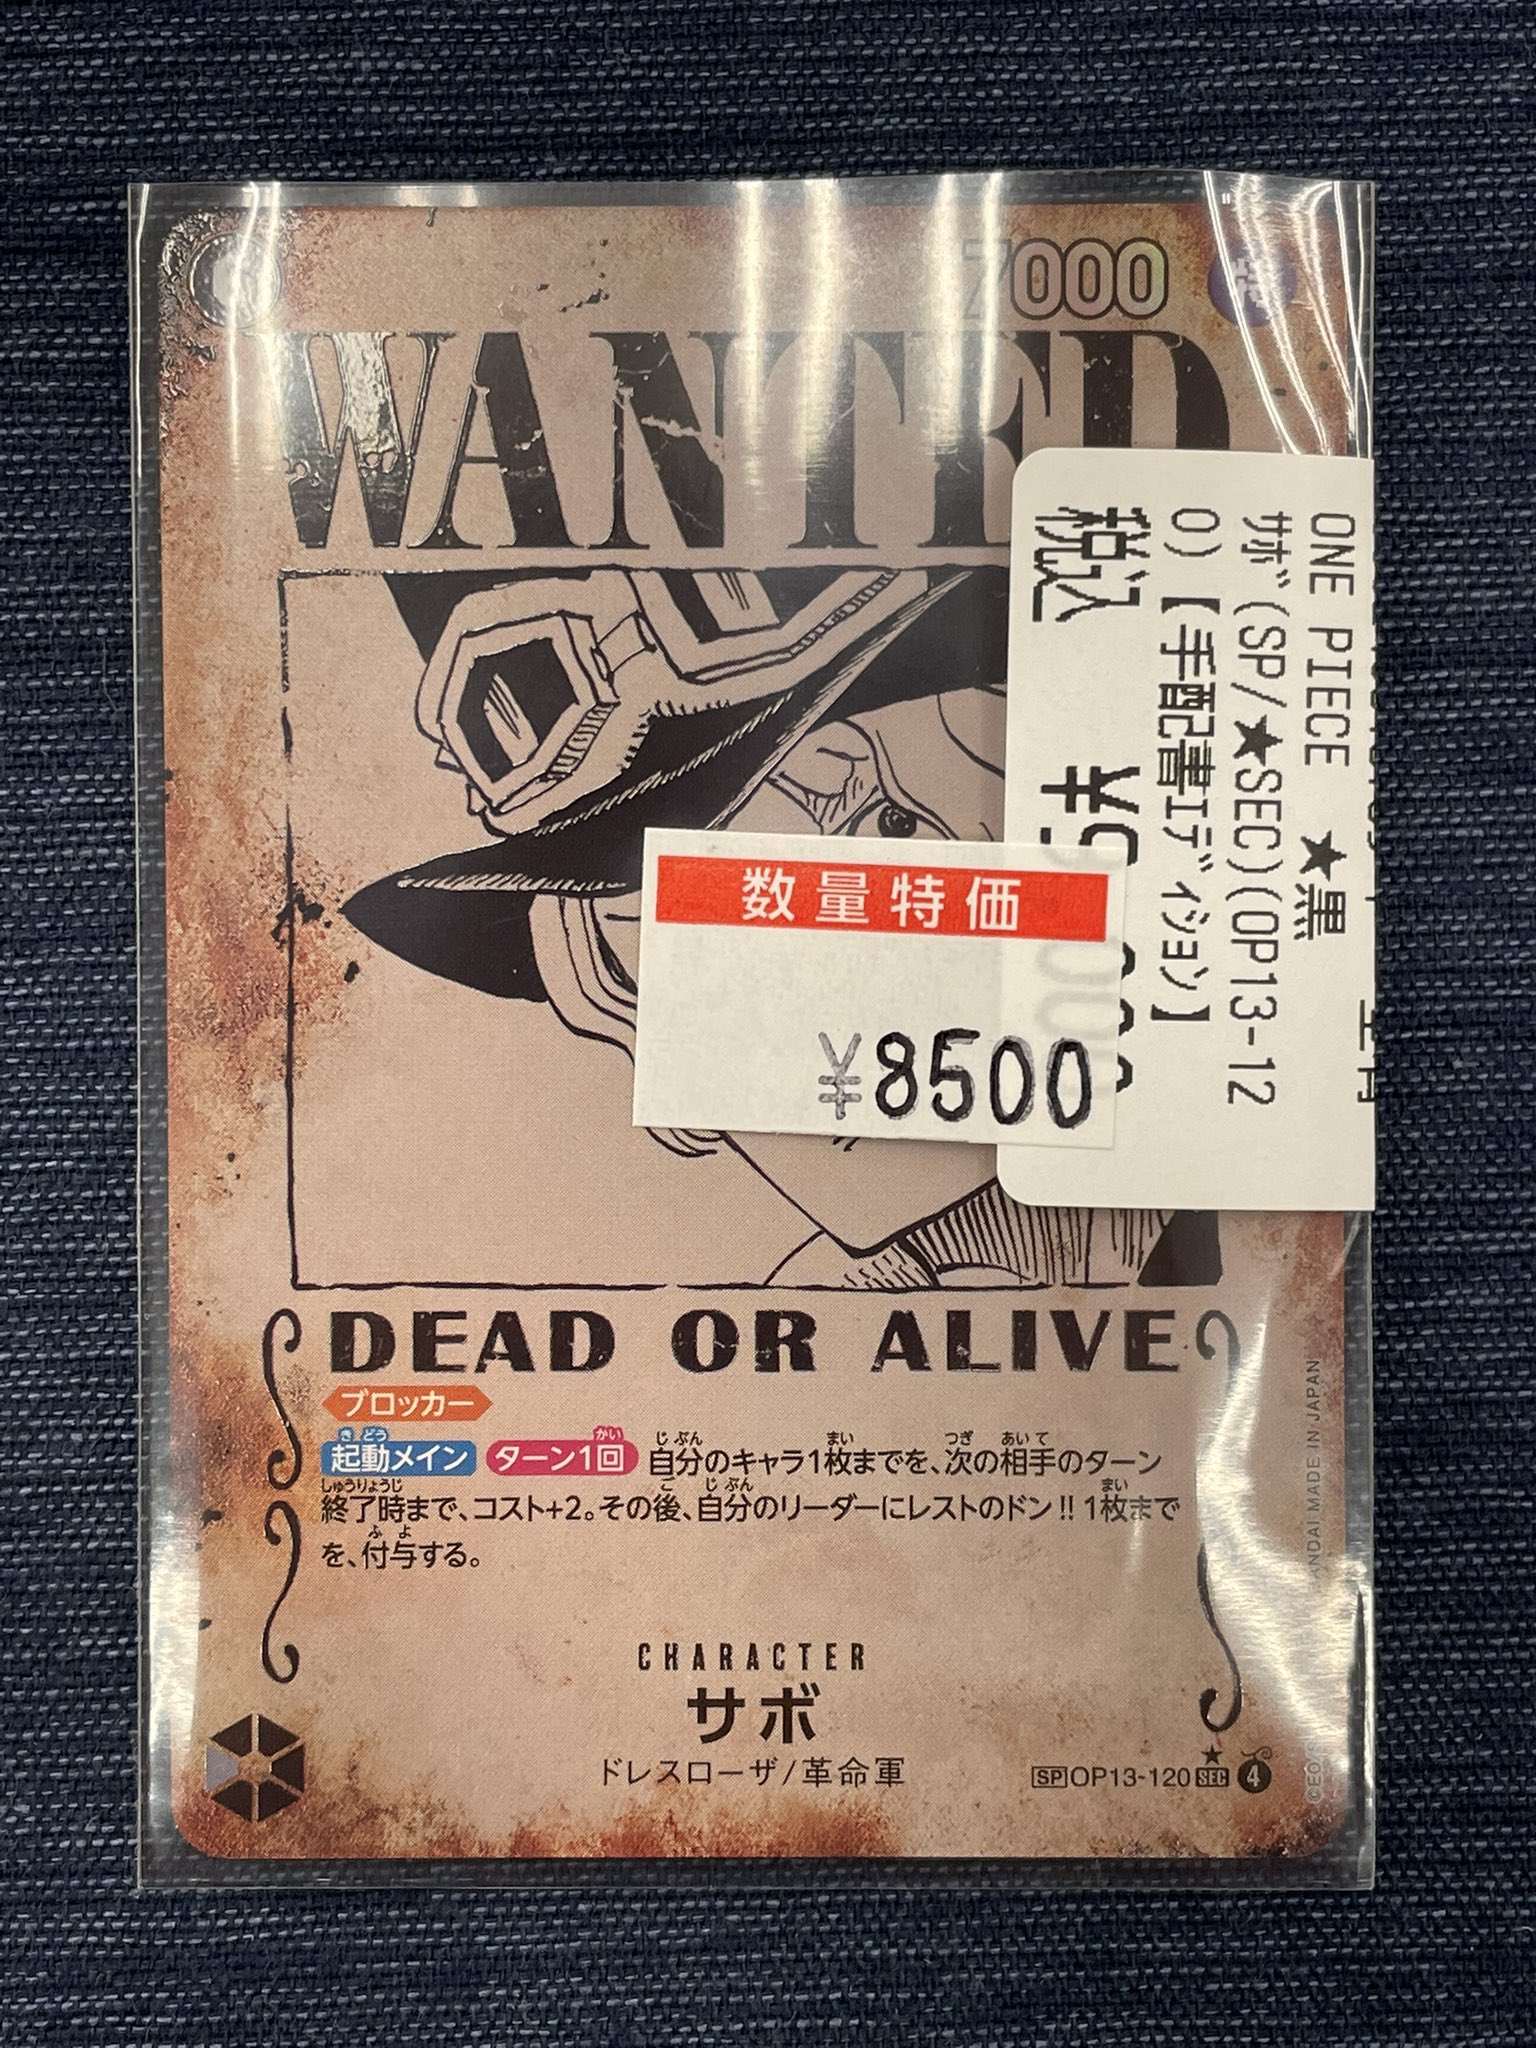 7000
特
WANTED
ONE PIECE ★黒
サボ(SP/★SEC)(OP13-12
0)【手配書エディション】
税込
数量特価
¥8500
DEAD OR ALIVE
ブロッカー
起動メイン ターン1回 自分のキャラ1枚までを、次の相手のターン
終了時まで、コスト+2。その後、自分のリーダーにレストのドン!!1枚まで
を、付与する。
CHARACTER
サボ
ドレスローザ/革命軍
SP OP13-120 ★SEC 4
BANDAI MADE IN JAPAN